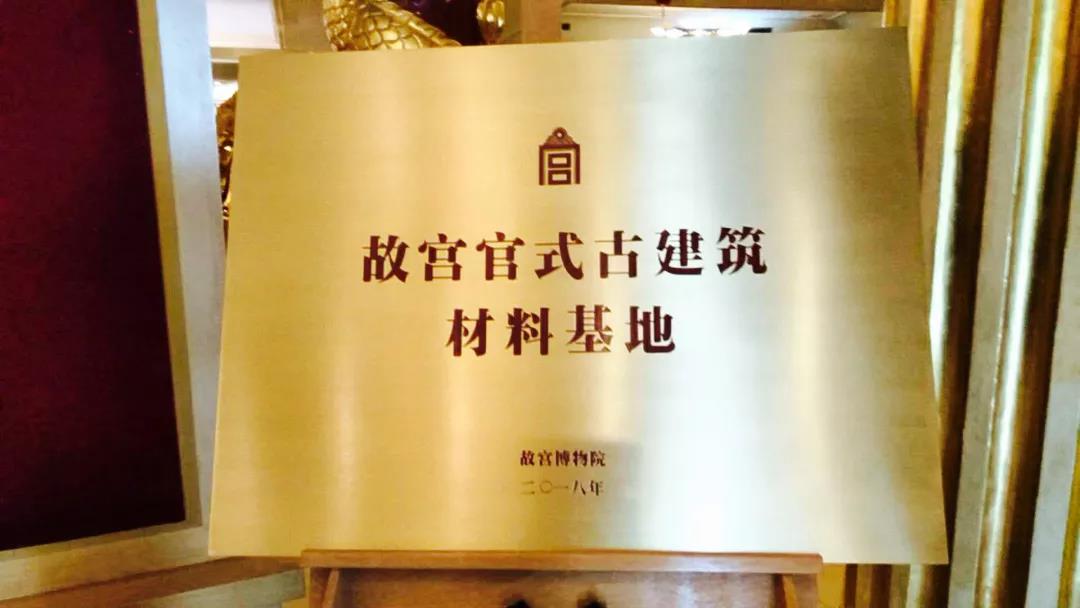 故宫官式古建筑
材料基地
故宫博物院
二〇一八年